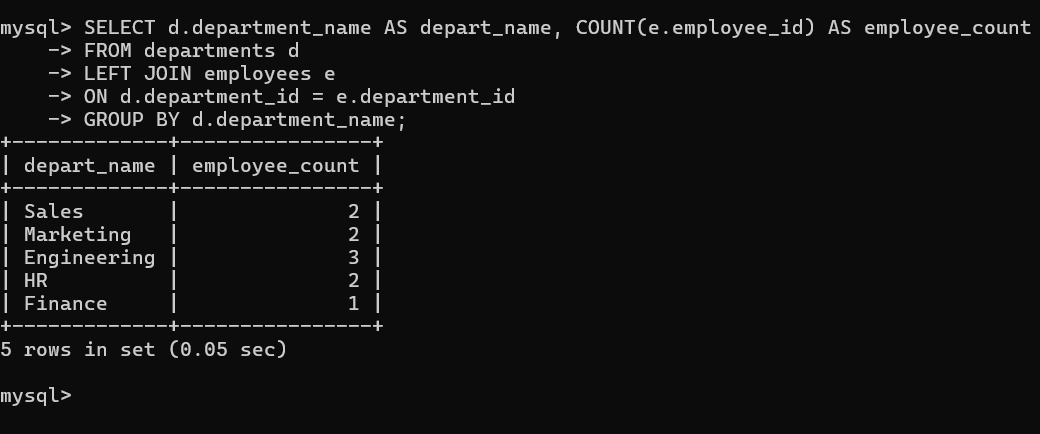 mysql> SELECT d.department_name AS depart_name, COUNT(e.employee_id) AS employee_count
    -> FROM departments d
    -> LEFT JOIN employees e
    -> ON d.department_id = e.department_id
    -> GROUP BY d.department_name;
+-------------+----------------+
| depart_name | employee_count |
+-------------+----------------+
| Sales       |              2 |
| Marketing   |              2 |
| Engineering |              3 |
| HR          |              2 |
| Finance     |              1 |
+-------------+----------------+
5 rows in set (0.05 sec)
mysql>